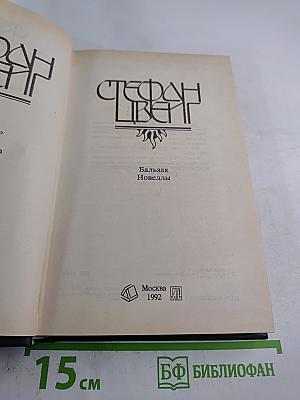 СТЕФАН
ЦВЕЙГ
Бальзак
Новеллы
Москва
1992
15 см
БФ БИБЛИОФАН